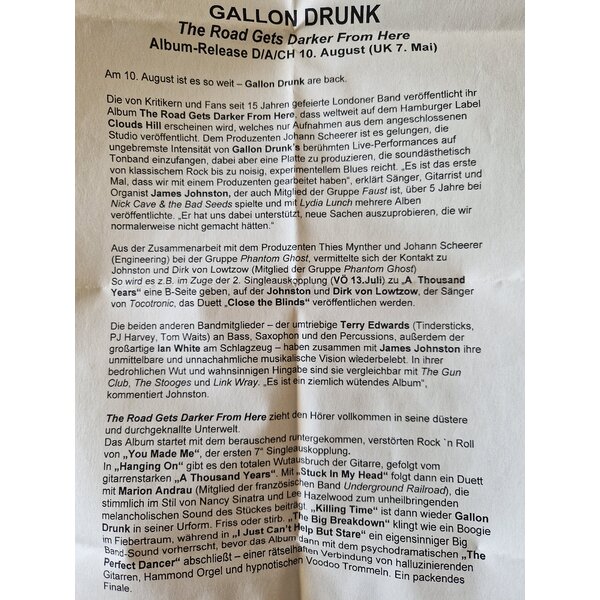 GALLON DRUNK
The Road Gets Darker From Here
Album-Release D/A/CH 10. August (UK 7. Mai)
Am 10. August ist es so weit – Gallon Drunk are back.
Die von Kritikern und Fans seit 15 Jahren gefeierte Londoner Band veröffentlicht ihr
Album The Road Gets Darker From Here, dass weltweit auf dem Hamburger Label
Clouds Hill erscheinen wird, welches nur Aufnahmen aus dem angeschlossenen
Studio veröffentlicht. Dem Produzenten Johann Scheerer ist es gelungen, die
ungebremste Intensität von Gallon Drunk's berühmten Live-Performances auf
Tonband einzufangen, dabei aber eine Platte zu produzieren, die soundästhetisch
von klassischem Rock bis zu noisig, experimentellem Blues reicht. „Es ist das erste
Mal, dass wir mit einem Produzenten gearbeitet haben", erklärt Sänger, Gitarrist und
Organist James Johnston, der auch Mitglied der Gruppe Faust ist, über 5 Jahre bei
Nick Cave & the Bad Seeds spielte und mit Lydia Lunch mehrere Alben
veröffentlichte. „Er hat uns dabei unterstützt, neue Sachen auszuprobieren, die wir
normalerweise nicht gemacht hätten."
Aus der Zusammenarbeit mit dem Produzenten Thies Mynther und Johann Scheerer
(Engineering) bei der Gruppe Phantom Ghost, vermittelte sich der Kontakt zu
Johnston und Dirk von Lowtzow (Mitglied der Gruppe Phantom Ghost)
So wird es z.B. im Zuge der 2. Singleauskopplung (VÖ 13.Juli) zu „A Thousand
Years" eine B-Seite geben, auf der Johnston und Dirk von Lowtzow, der Sänger
von Tocotronic, das Duett „Close the Blinds" veröffentlichen werden.
Die beiden anderen Bandmitglieder – der umtriebige Terry Edwards (Tindersticks,
PJ Harvey, Tom Waits) an Bass, Saxophon und den Percussions, außerdem der
großartige Ian White am Schlagzeug – haben zusammen mit James Johnston ihre
unmittelbare und unnachahmliche musikalische Vision wiederbelebt. In ihrer
bedrohlichen Wut und wahnsinnigen Hingabe sind sie vergleichbar mit The Gun
Club, The Stooges und Link Wray. „Es ist ein ziemlich wütendes Album",
kommentiert Johnston.
The Road Gets Darker From Here zieht den Hörer vollkommen in seine düstere
und durchgeknallte Unterwelt.
Das Album startet mit dem berauschend runtergekommen, verstörten Rock ´n Roll
von „You Made Me", der ersten 7" Singleauskopplung.
In „Hanging On" gibt es den totalen Wutausbruch der Gitarre, gefolgt vom
gitarrenstarken „A Thousand Years". Mit „Stuck In My Head" folgt dann ein Duett
mit Marion Andrau (Mitglied der französischen Band Underground Railroad), die
stimmlich im Stil von Nancy Sinatra und Lee Hazelwood zum unheilbringenden
melancholischen Sound des Stückes beiträgt. „Killing Time" ist dann wieder Gallon
Drunk in seiner Urform. Friss oder stirb. „The Big Breakdown" klingt wie ein Boogie
im Fiebertraum, während in „I Just Can't Help But Stare" ein eigensinniger Big
Band-Sound vorherrscht, bevor das Album dann mit dem psychodramatischen „The
Perfect Dancer" abschließt – einer rätselhaften Verbindung von halluzinierenden
Gitarren, Hammond Orgel und hypnotischen Voodoo Trommeln. Ein packendes
Finale.